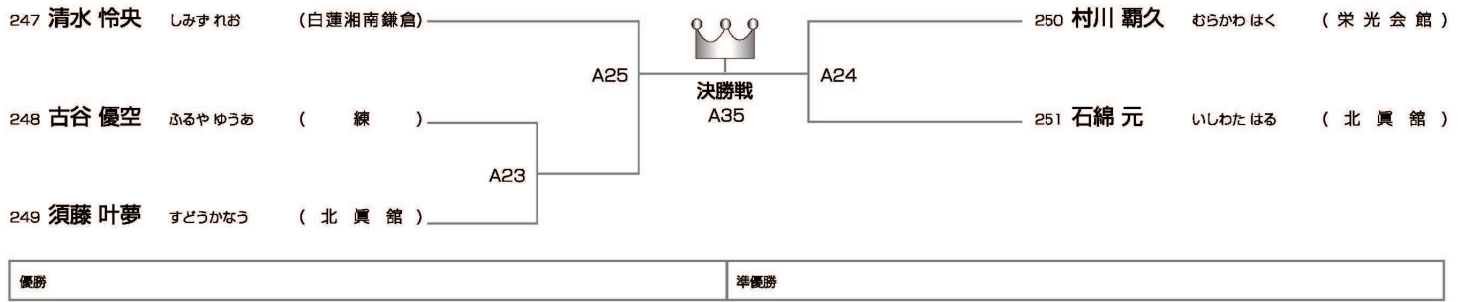 247 清水 怜央 しみず れお (白蓮湘南鎌倉)
A25
248 古谷 優空 ふるや ゆうあ ( 練 )
A23
249 須藤 叶夢 すどうかなう ( 北 眞 舘 )
決勝戦
A35
250 村川 覇久 むらかわ はく ( 栄 光 会 館 )
A24
251 石綿 元 いしわた はる ( 北 眞 舘 )
優勝
準優勝